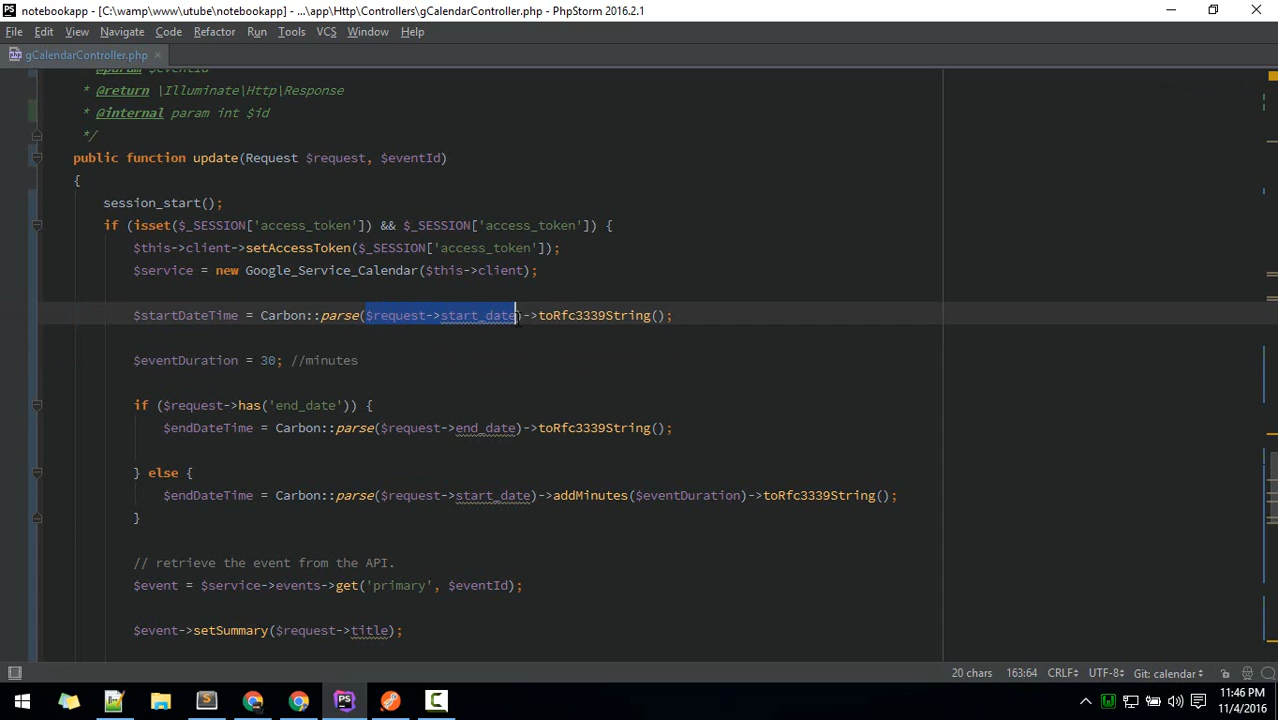 notebookapp - [C:\wamp\www\utube\notebookapp] - ...\app\Http\Controllers\gCalendarController.php - PhpStorm 2016.2.1
File Edit View Navigate Code Refactor Run Tools VCS Window Help
gCalendarController.php
* @param $eventId
* @return \Illuminate\Http\Response
* @internal param int $id
*/
public function update(Request $request, $eventId)
{
session_start();
if (isset($_SESSION['access_token']) && $_SESSION['access_token']) {
$this->client->setAccessToken($_SESSION['access_token']);
$service = new Google_Service_Calendar($this->client);
$startDateTime = Carbon::parse($request->start_date)->toRfc3339String();
$eventDuration = 30; //minutes
if ($request->has('end_date')) {
$endDateTime = Carbon::parse($request->end_date)->toRfc3339String();
} else {
$endDateTime = Carbon::parse($request->start_date)->addMinutes($eventDuration)->toRfc3339String();
}
// retrieve the event from the API.
$event = $service->events->get('primary', $eventId);
$event->setSummary($request->title);
20 chars 163:64 CRLF÷ UTF-8÷ Git: calendar÷
11:46 PM
11/4/2016